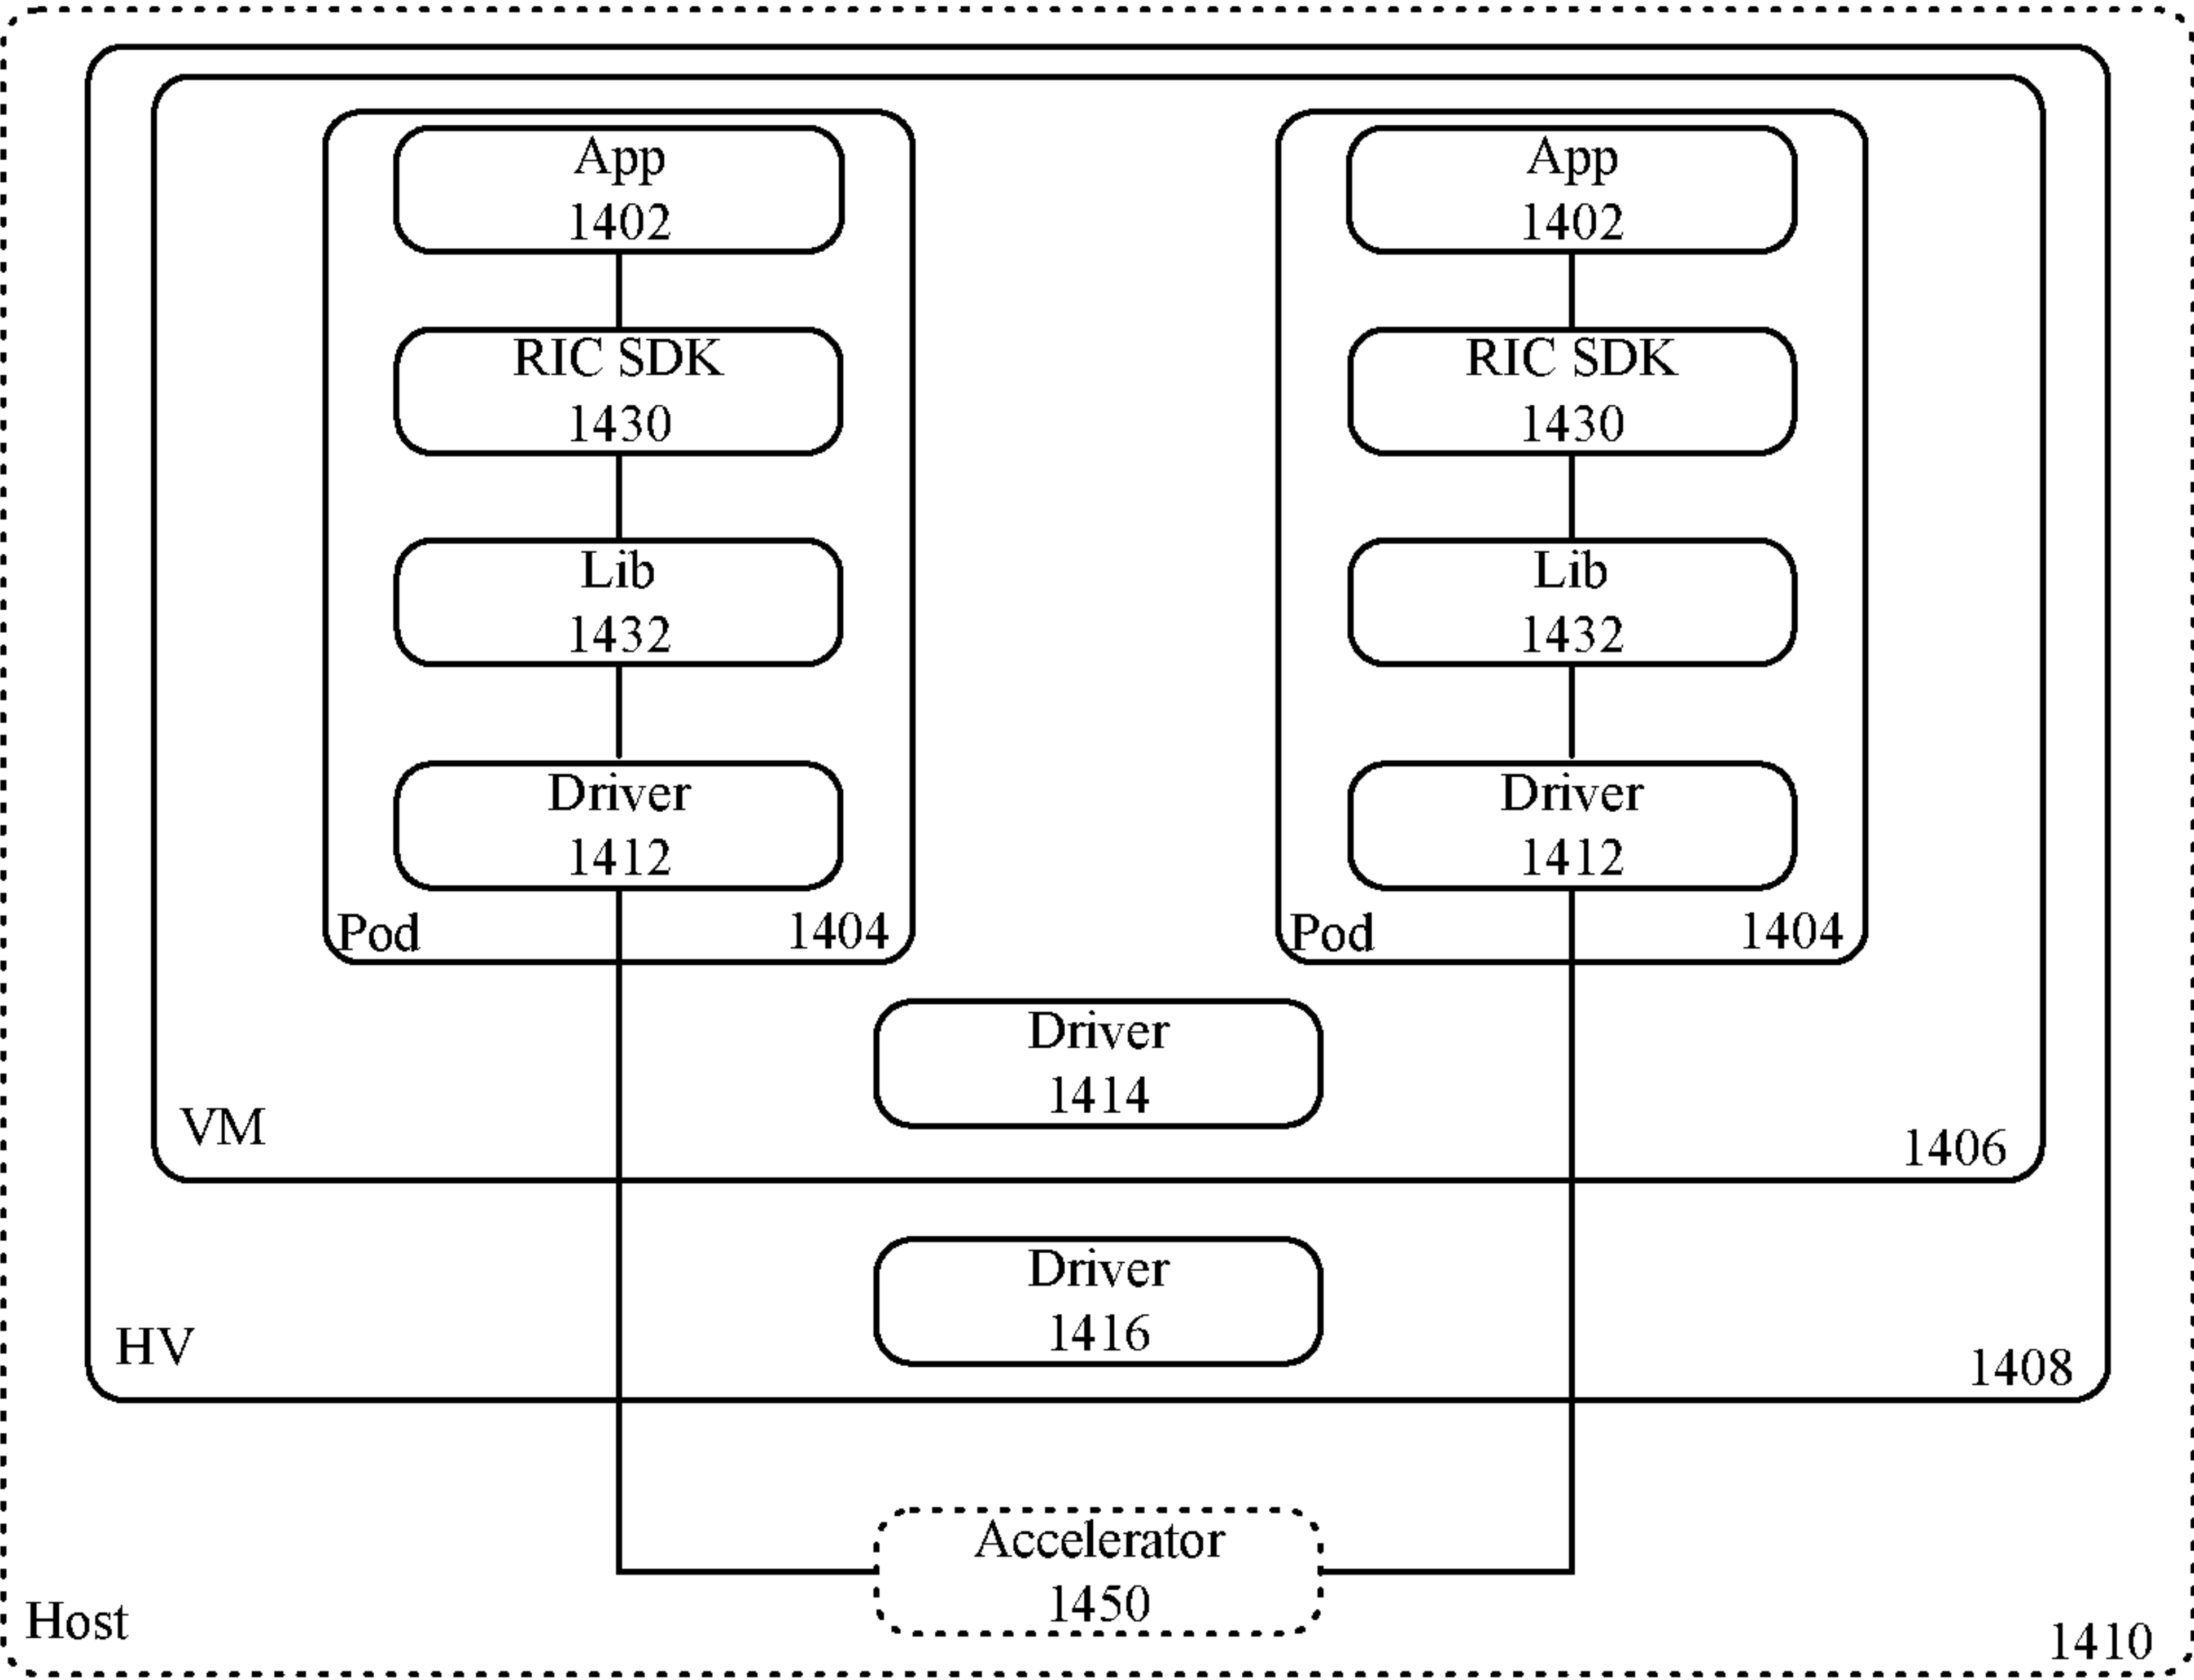 App
1402
RIC SDK
1430
Lib
1432
Driver
1412
Pod 1404
App
1402
RIC SDK
1430
Lib
1432
Driver
1412
Pod 1404
Driver
1414
VM
1406
Driver
1416
HV
1408
Accelerator
1450
Host
1410